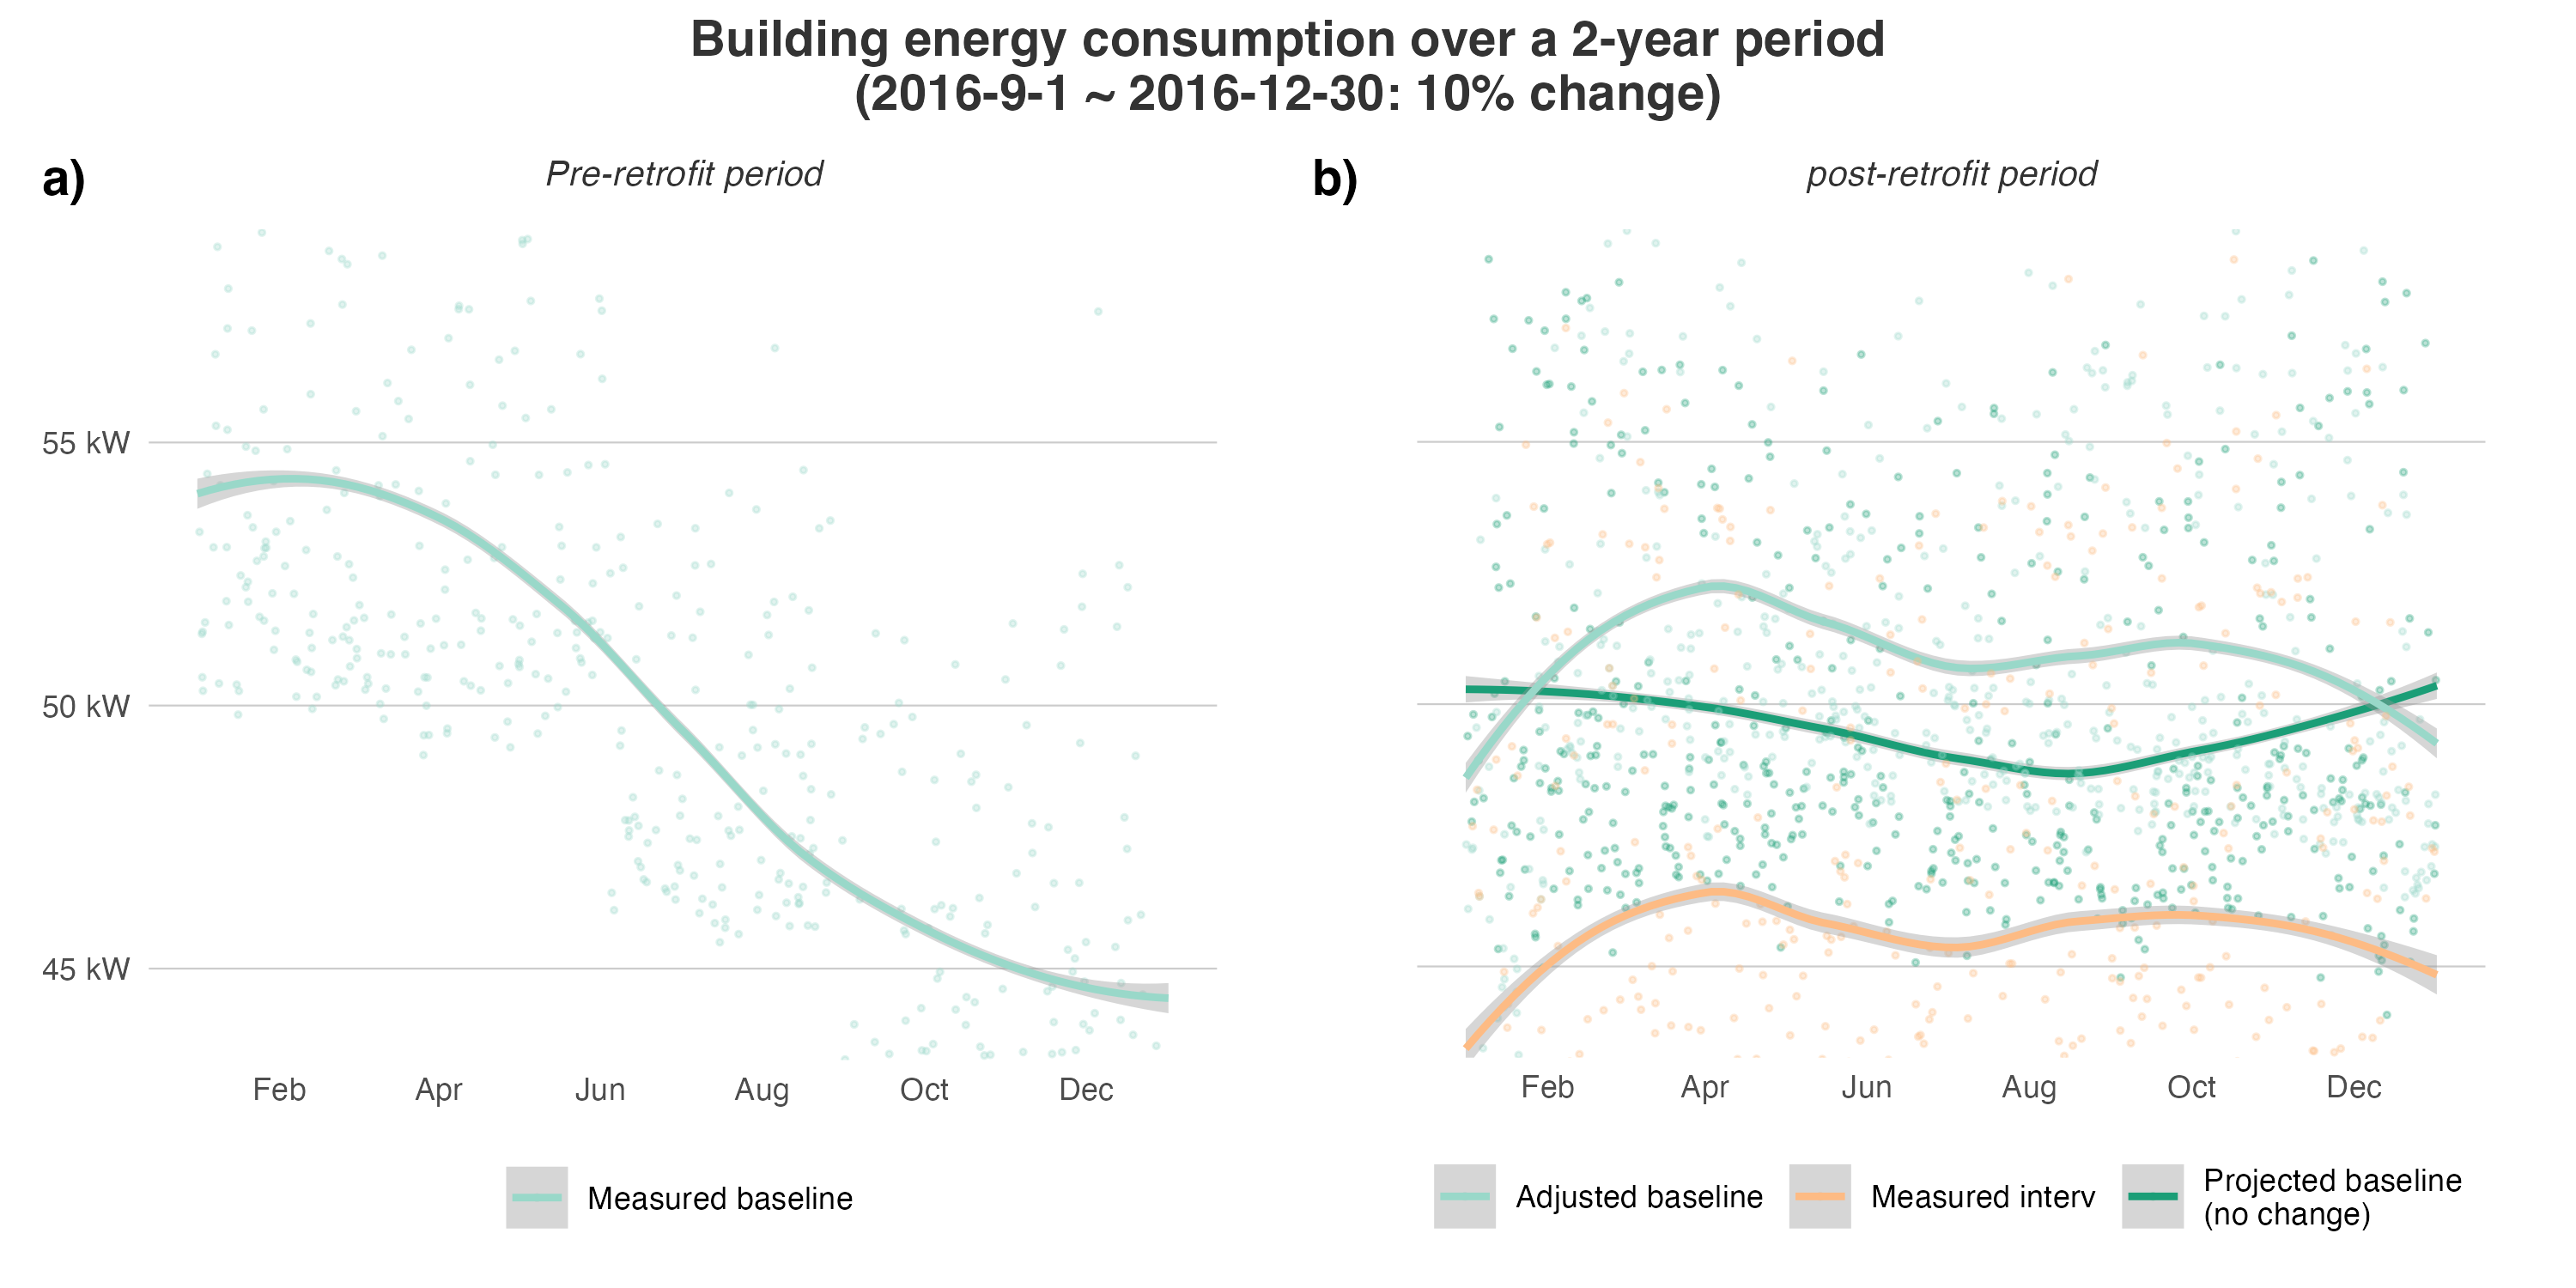 Building energy consumption over a 2-year period
(2016-9-1 ~ 2016-12-30: 10% change)
a)
Pre-retrofit period
55 kW
50 kW
45 kW
Feb Apr Jun Aug Oct Dec
Measured baseline
b)
post-retrofit period
Feb Apr Jun Aug Oct Dec
Adjusted baseline
Measured interv
Projected baseline
(no change)